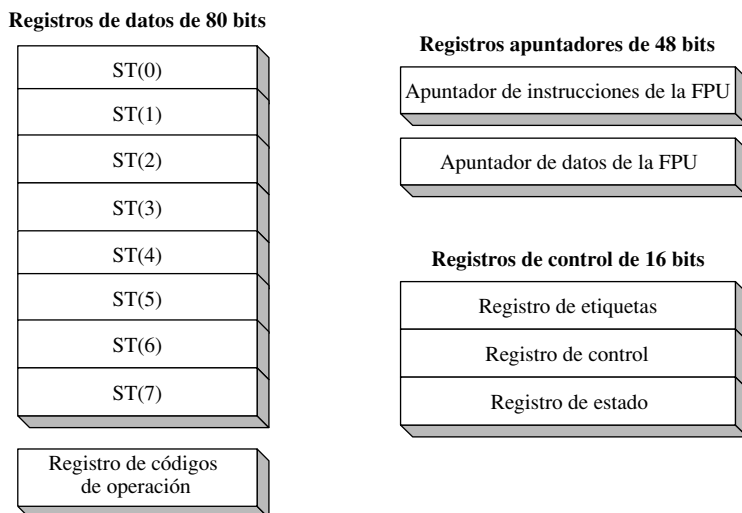 Registros de datos de 80 bits
ST(0)
ST(1)
ST(2)
ST(3)
ST(4)
ST(5)
ST(6)
ST(7)
Registro de códigos
de operación
Registros apuntadores de 48 bits
Apuntador de instrucciones de la FPU
Apuntador de datos de la FPU
Registros de control de 16 bits
Registro de etiquetas
Registro de control
Registro de estado